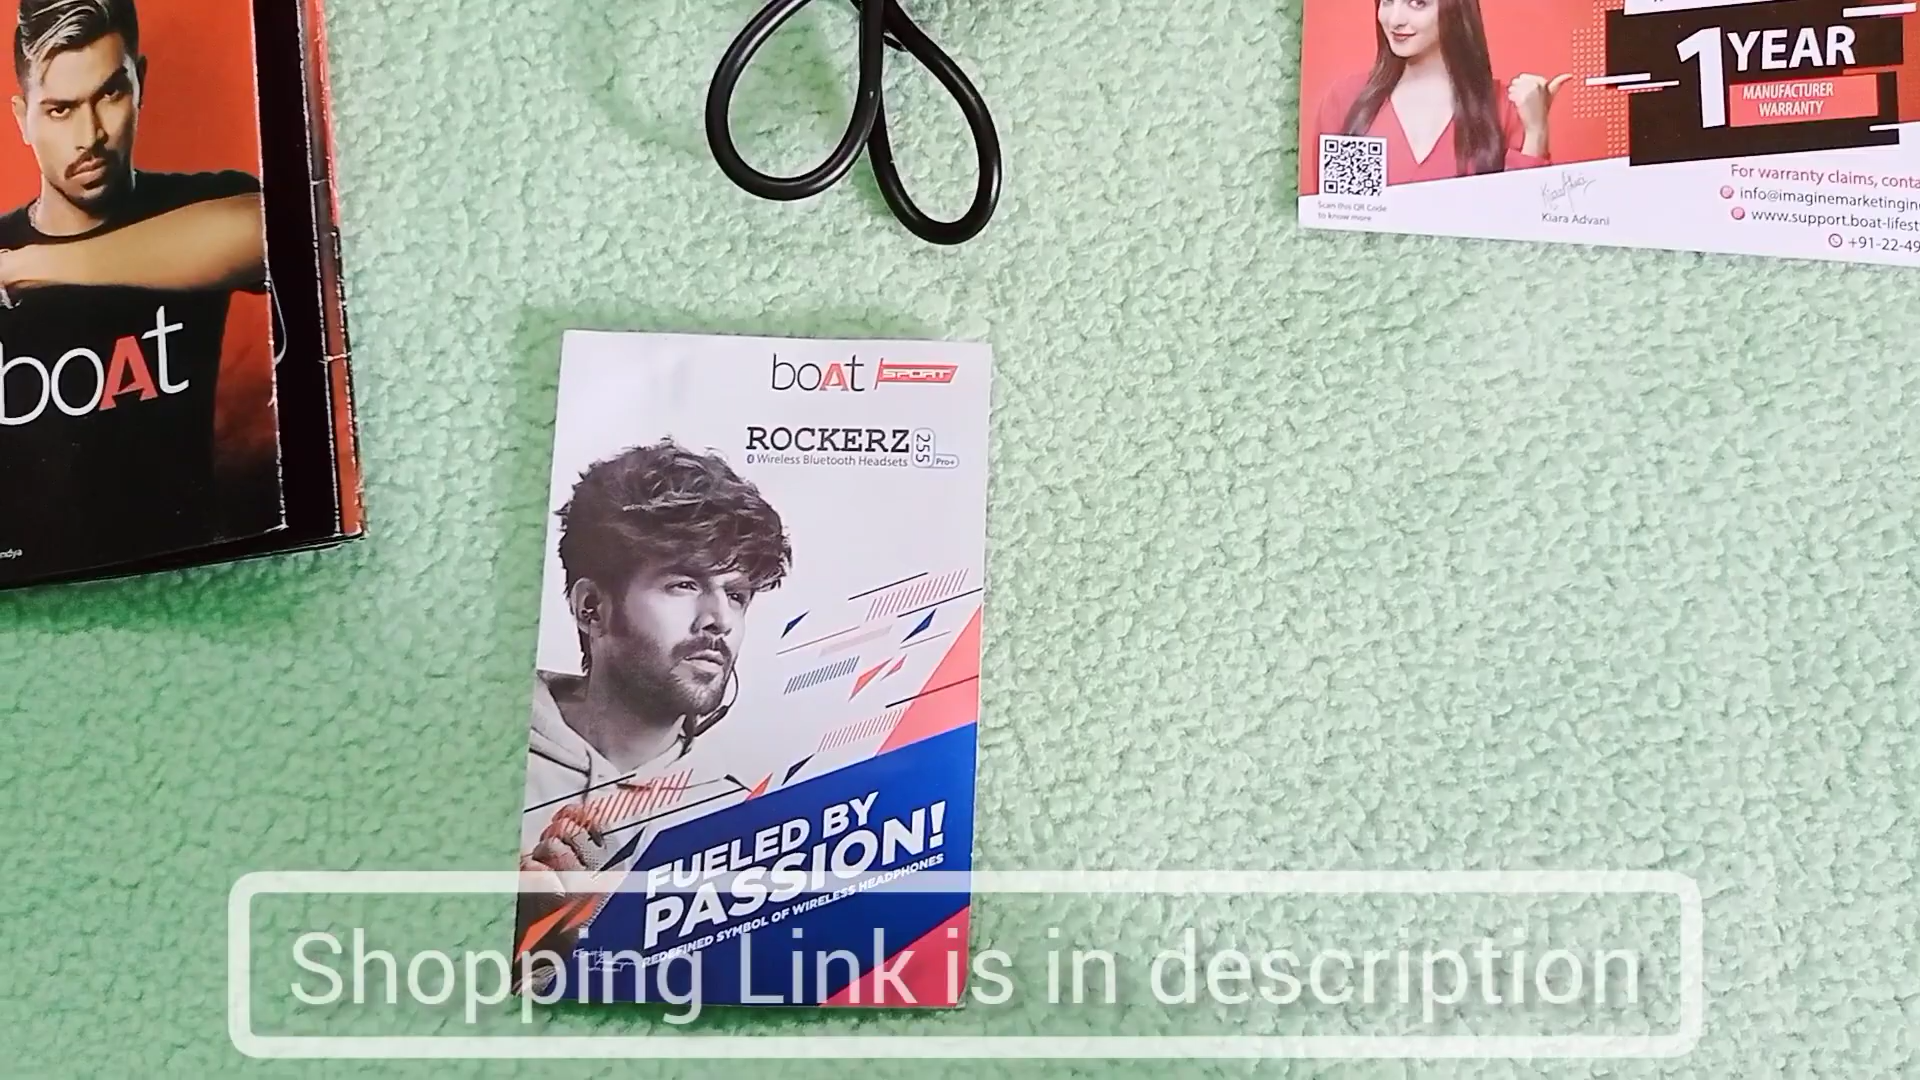 1 YEAR
MANUFACTURER
WARRANTY
For warranty claims, conta
info@imaginemarketingin
www.support.boat-lifest
+91-22-49
Scan this QR Code
to know more
Kiara Advani
boAt
ndya
boAt SPORT
ROCKERZ 255 Pro+
Wireless Bluetooth Headsets
FUELED BY
PASSION!
REDEFINED SYMBOL OF WIRELESS HEADPHONES
Shopping Link is in description